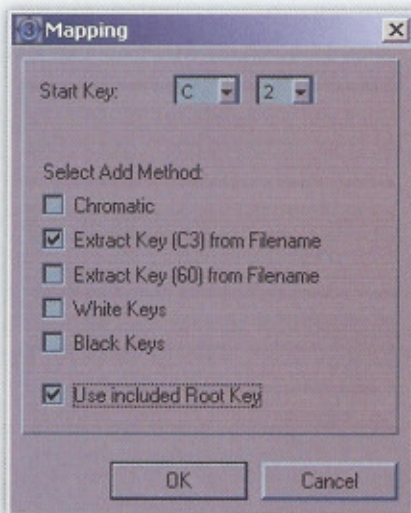 3 Mapping
Start Key: C 2
Select Add Method:
Chromatic
Extract Key (C3) from Filename
Extract Key (60) from Filename
White Keys
Black Keys
Use included Root Key
OK Cancel